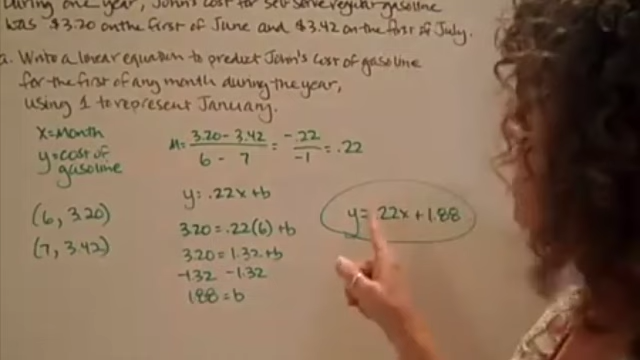 During one year, John's cost for self serve regular gasoline
was $3.20 on the first of June and $3.42 on the first of July.
a. Write a linear equation to predict John's cost of gasoline
for the first of any month during the year,
using 1 to represent January.
x=Month
y=cost of
gasoline
(6, 3.20)
(7, 3.42)
M= 3.20-3.42 / 6-7 = -.22 / -1 = .22
y=.22x+b
3.20=.22(6)+b
3.20=1.32+b
-1.32 -1.32
1.88=b
y=.22x+1.88